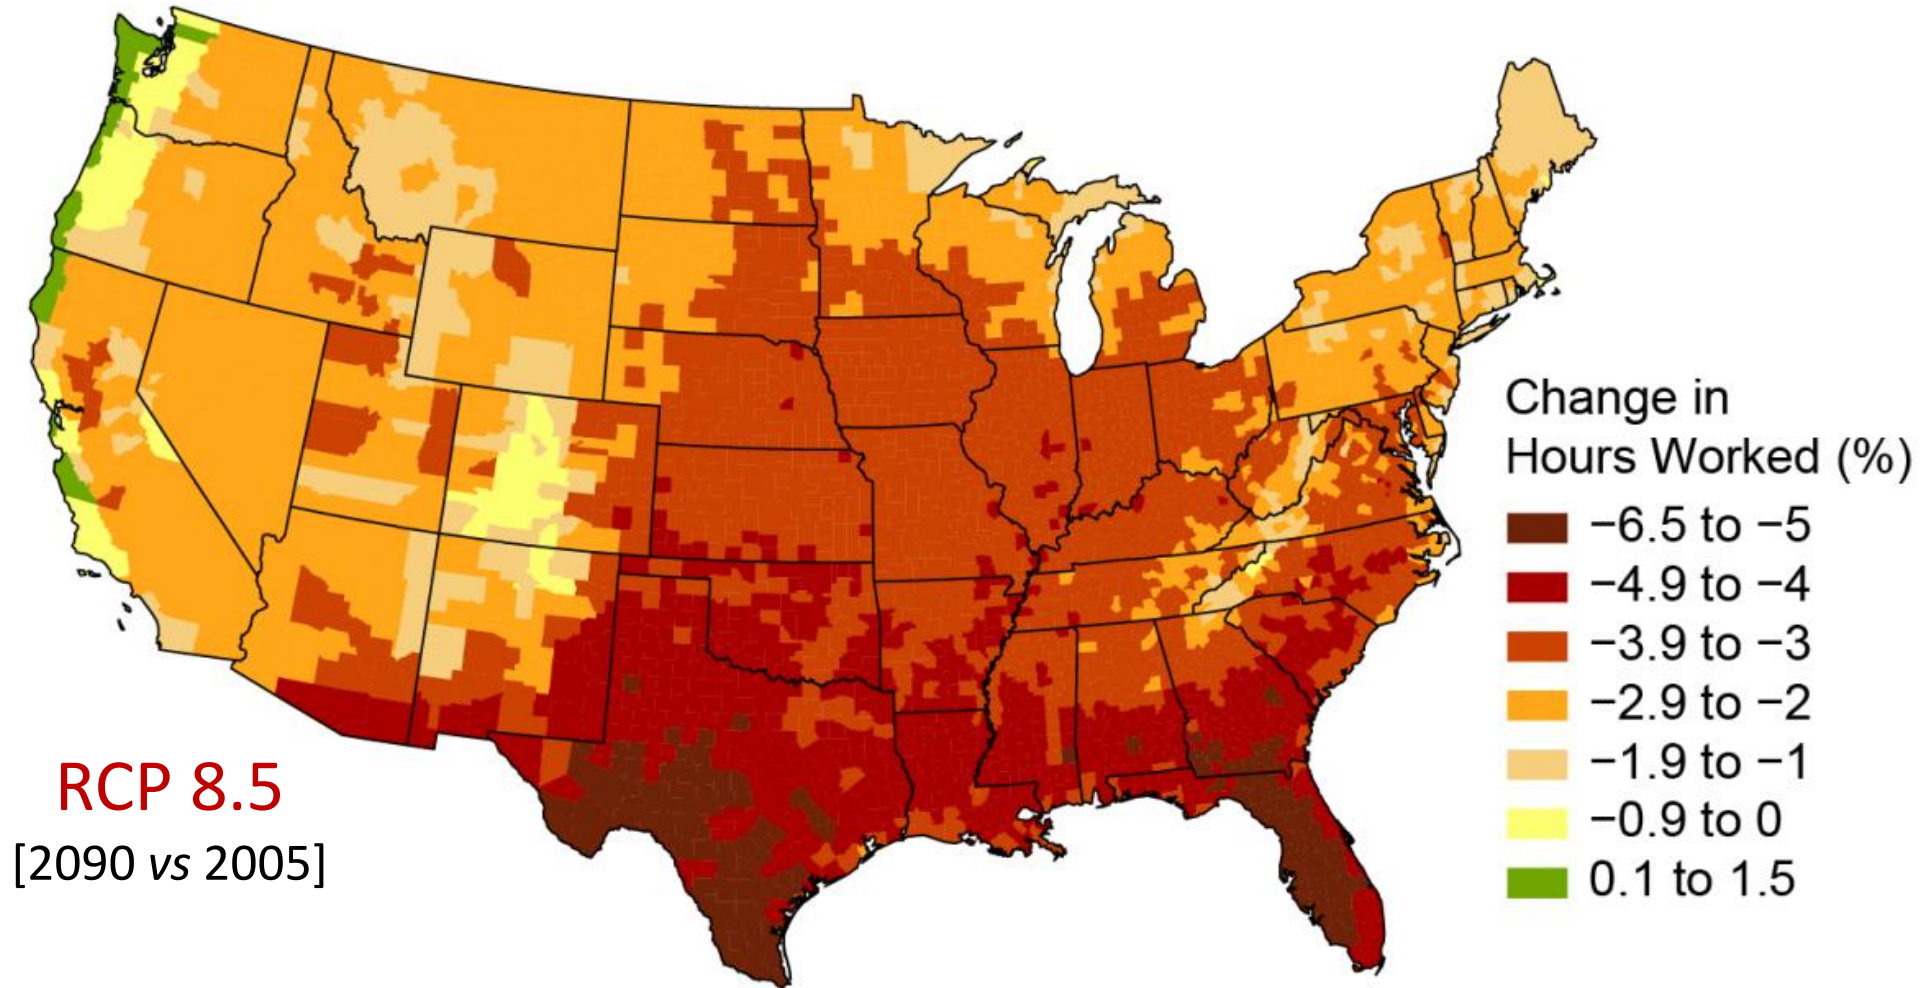 Change in
Hours Worked (%)
−6.5 to −5
−4.9 to −4
−3.9 to −3
−2.9 to −2
−1.9 to −1
−0.9 to 0
0.1 to 1.5
RCP 8.5
[2090 vs 2005]